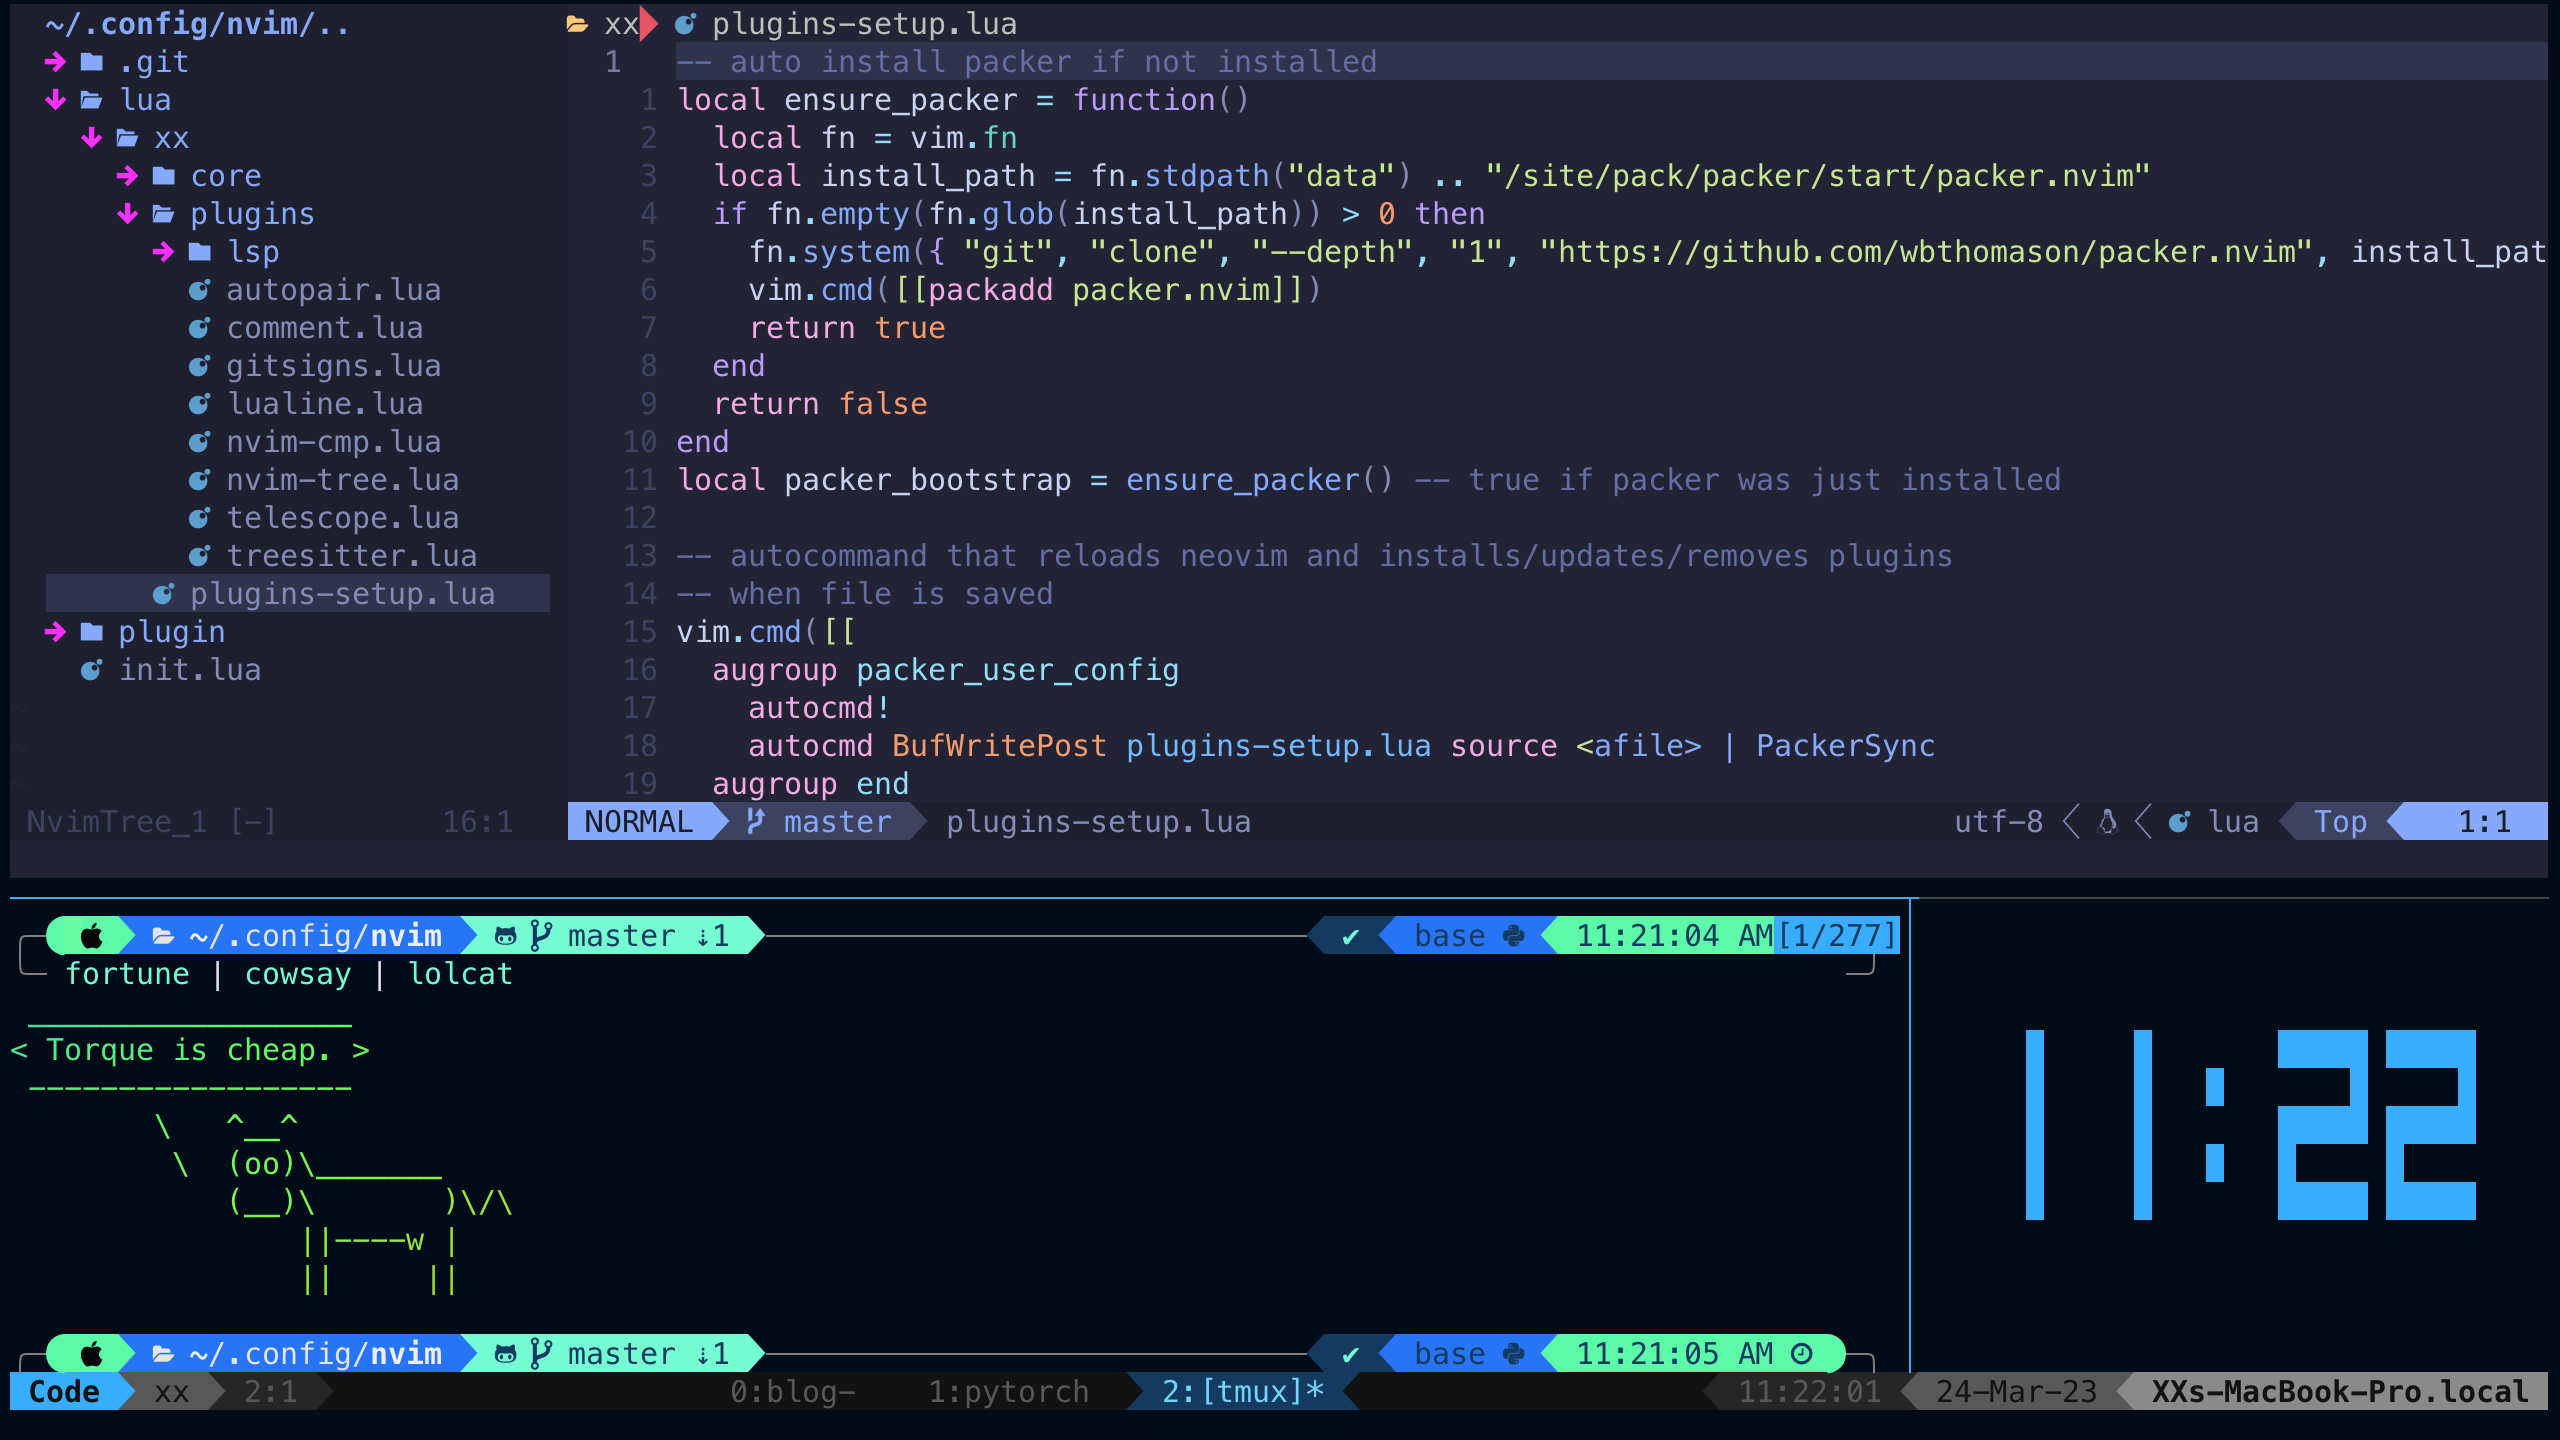 ~/.config/nvim/..
.git
lua
xx
core
plugins
lsp
autopair.lua
comment.lua
gitsigns.lua
lualine.lua
nvim-cmp.lua
nvim-tree.lua
telescope.lua
treesitter.lua
plugins-setup.lua
plugin
init.lua
~
~
~
NvimTree_1 [-] 16:1
xx plugins-setup.lua
1 -- auto install packer if not installed
1 local ensure_packer = function()
2 local fn = vim.fn
3 local install_path = fn.stdpath("data") .. "/site/pack/packer/start/packer.nvim"
4 if fn.empty(fn.glob(install_path)) > 0 then
5 fn.system({ "git", "clone", "--depth", "1", "https://github.com/wbthomason/packer.nvim", install_pat
6 vim.cmd([[packadd packer.nvim]])
7 return true
8 end
9 return false
10 end
11 local packer_bootstrap = ensure_packer() -- true if packer was just installed
12
13 -- autocommand that reloads neovim and installs/updates/removes plugins
14 -- when file is saved
15 vim.cmd([[
16 augroup packer_user_config
17 autocmd!
18 autocmd BufWritePost plugins-setup.lua source <afile> | PackerSync
19 augroup end
NORMAL master plugins-setup.lua utf-8 lua Top 1:1
~/.config/nvim master ⇣1 ✔ base 11:21:04 AM[1/277]
fortune | cowsay | lolcat
 __________________
< Torque is cheap. >
 ------------------
        \   ^__^
         \  (oo)\_______
            (__)\       )\/\
                ||----w |
                ||     ||
~/.config/nvim master ⇣1 ✔ base 11:21:05 AM
11:22
Code xx 2:1 0:blog- 1:pytorch 2:[tmux]* 11:22:01 24-Mar-23 XXs-MacBook-Pro.local